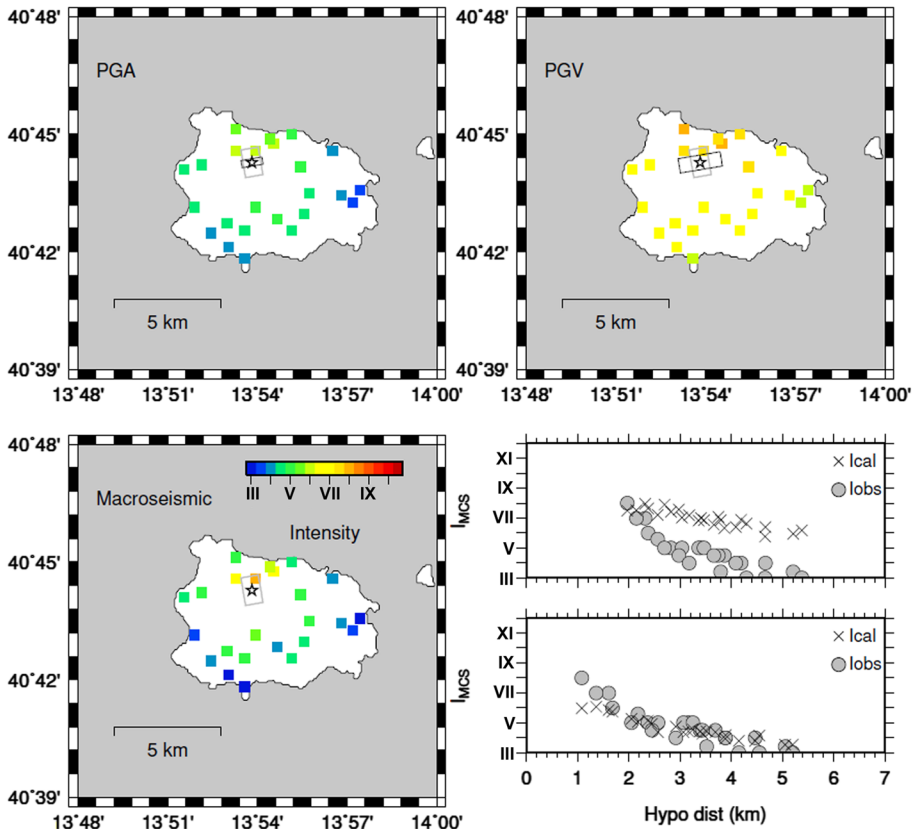 40°48'
40°48'
PGA
PGV
40°45'
40°45'
40°42'
40°42'
5 km
5 km
40°39'
40°39'
13°48' 13°51' 13°54' 13°57' 14°00'
13°48' 13°51' 13°54' 13°57' 14°00'
40°48'
Macroseismic
III V VII IX
Intensity
40°45'
40°42'
5 km
40°39'
13°48' 13°51' 13°54' 13°57' 14°00'
I_MCS
XI
IX
VII
V
III
× Ical
Iobs
I_MCS
XI
IX
VII
V
III
× Ical
Iobs
0 1 2 3 4 5 6 7
Hypo dist (km)